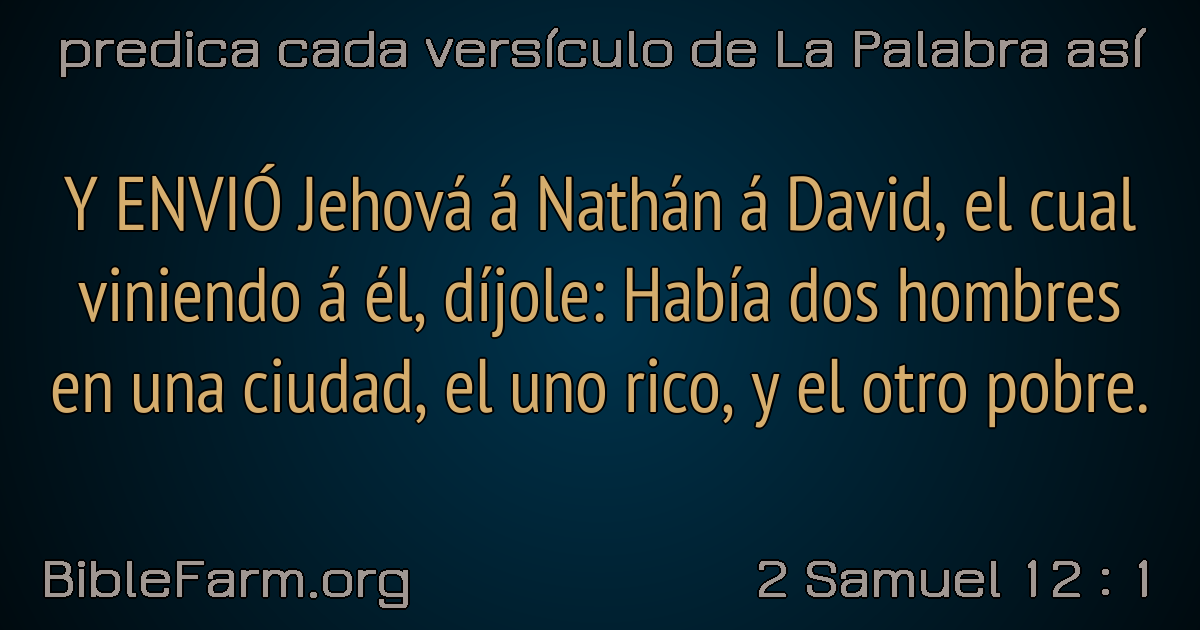 predica cada versículo de La Palabra así
Y ENVIÓ Jehová á Nathán á David, el cual
viniendo á él, díjole: Había dos hombres
en una ciudad, el uno rico, y el otro pobre.
BibleFarm.org
2 Samuel 12 : 1